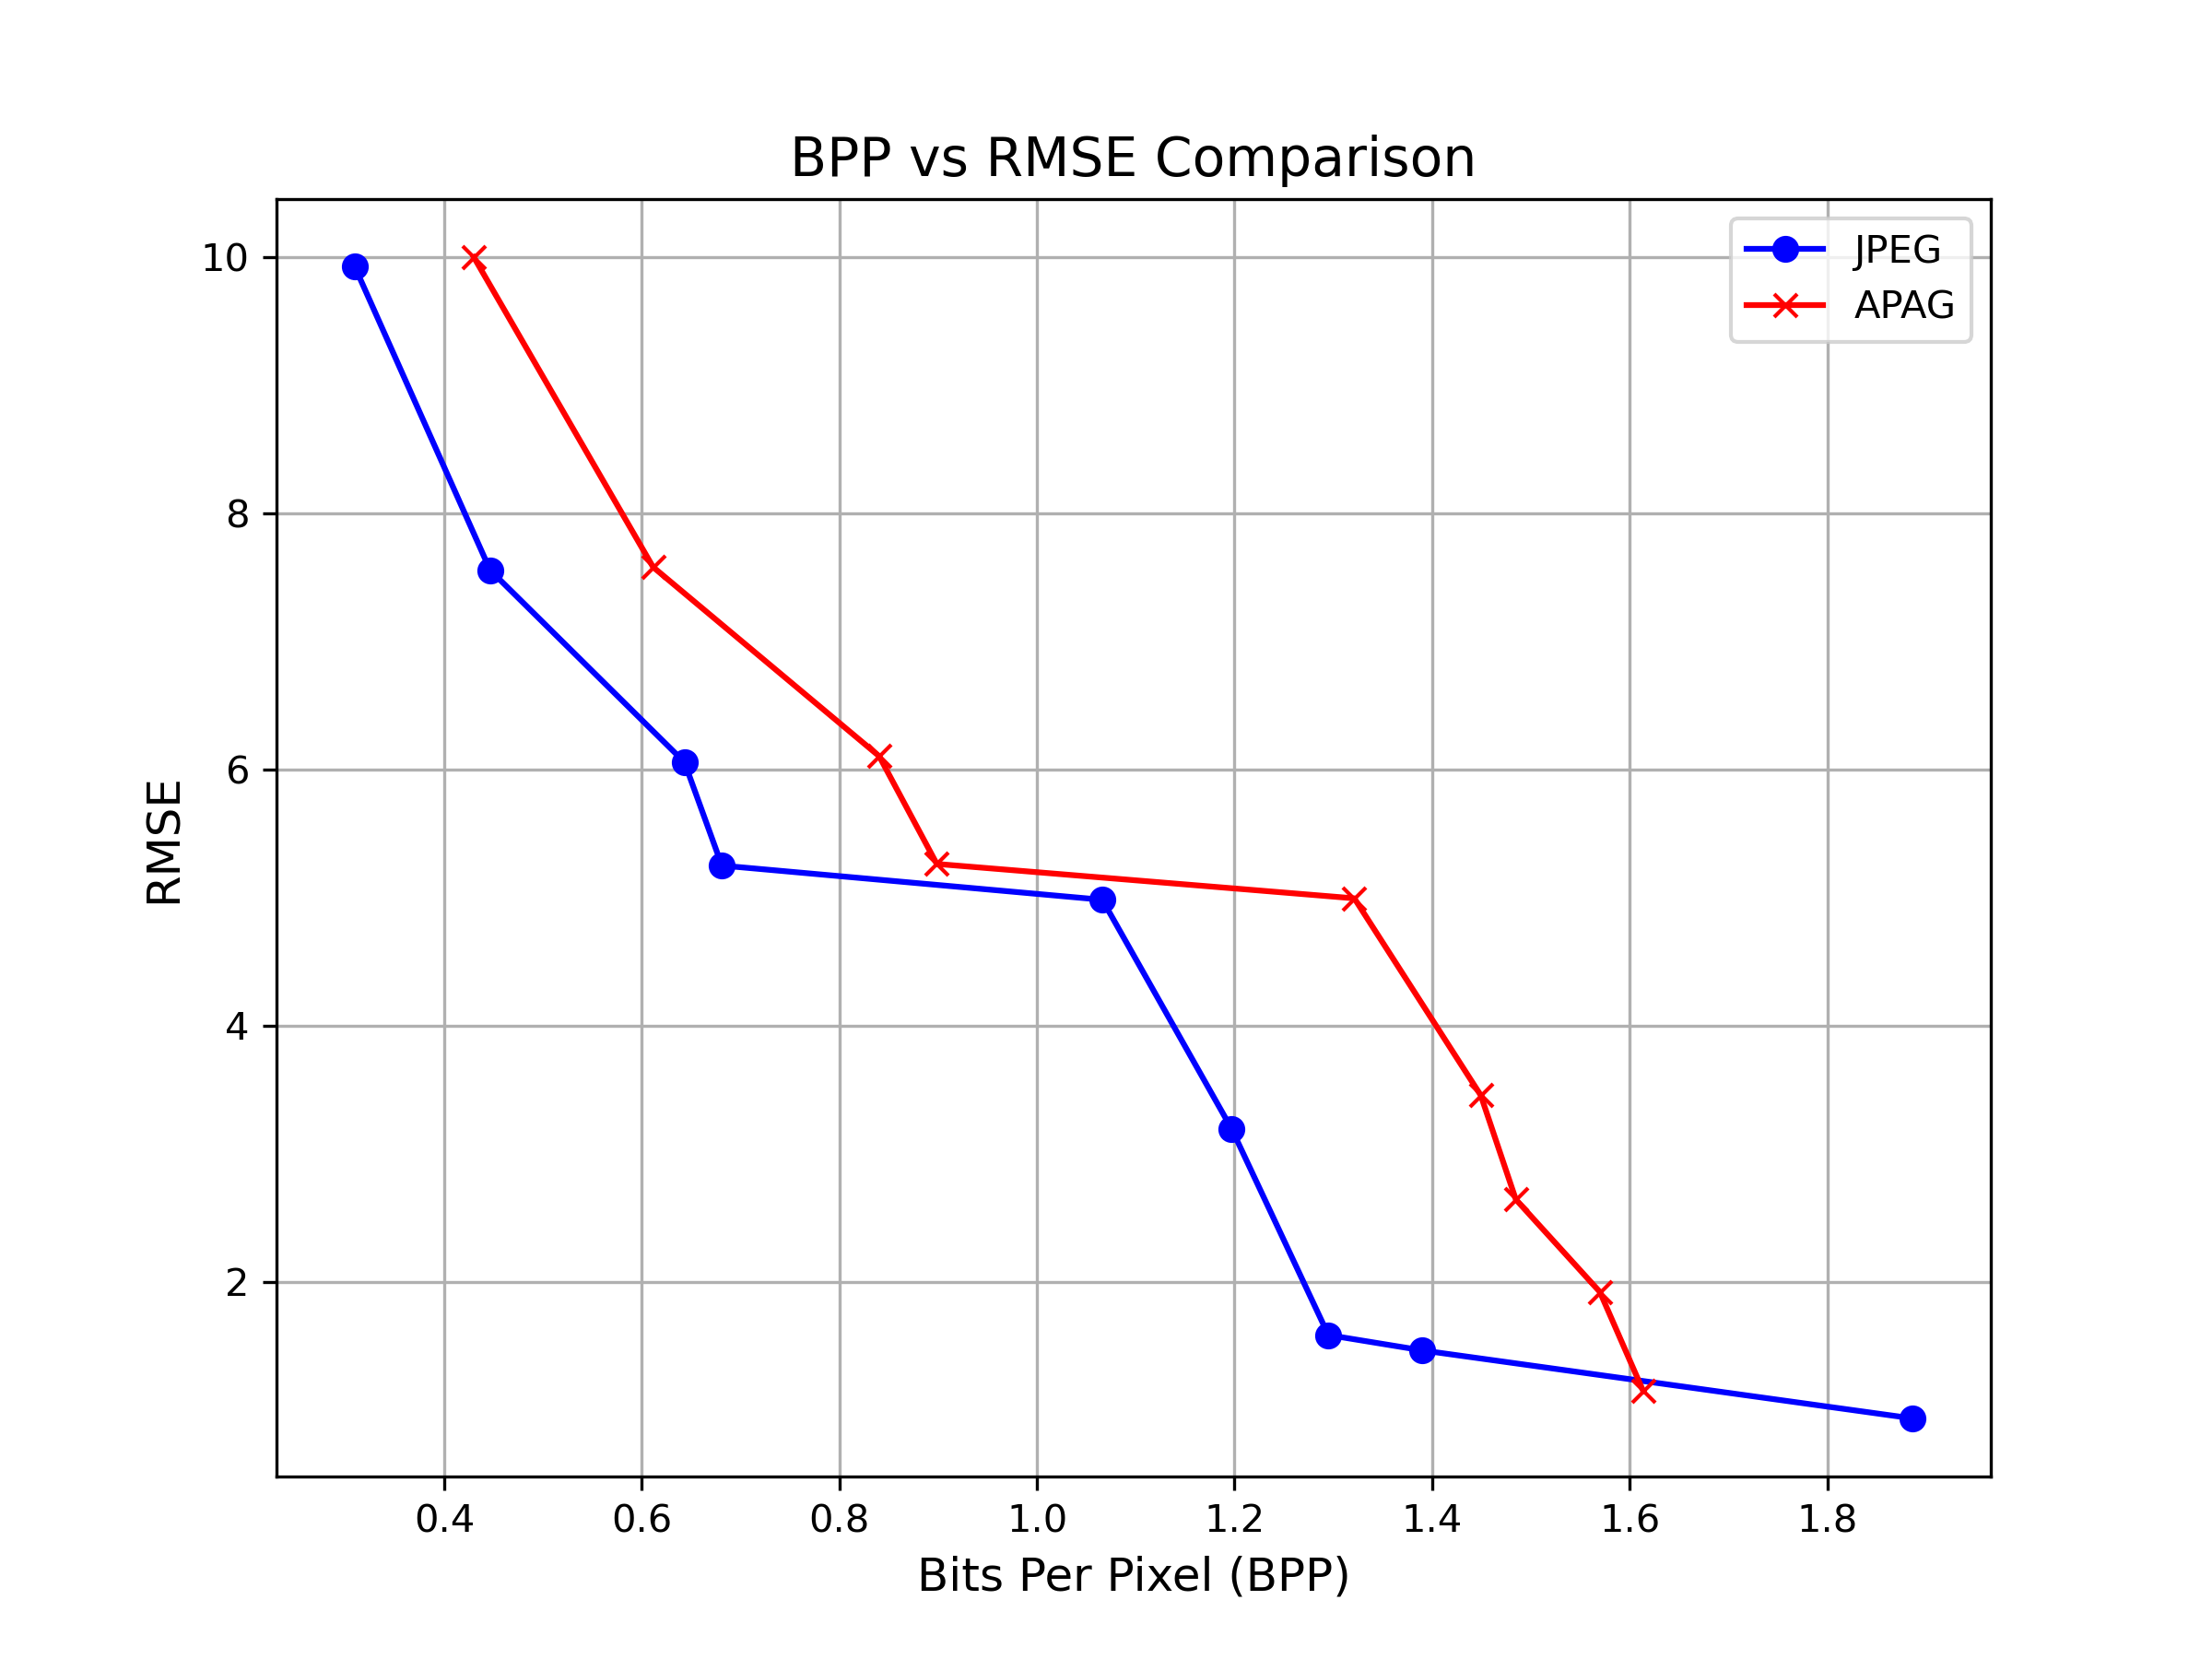 BPP vs RMSE Comparison
JPEG
APAG
10
8
6
4
2
RMSE
0.4 0.6 0.8 1.0 1.2 1.4 1.6 1.8
Bits Per Pixel (BPP)